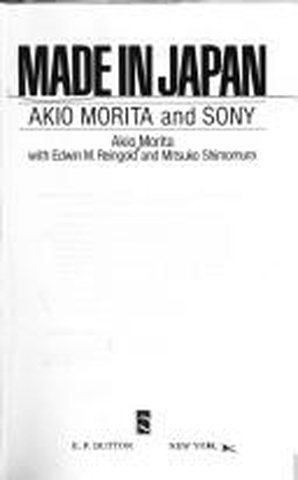 MADE IN JAPAN
AKIO MORITA and SONY
Akio Morita
with Edwin M. Reingold and Mitsuko Shimomura
E. P. DUTTON NEW YORK